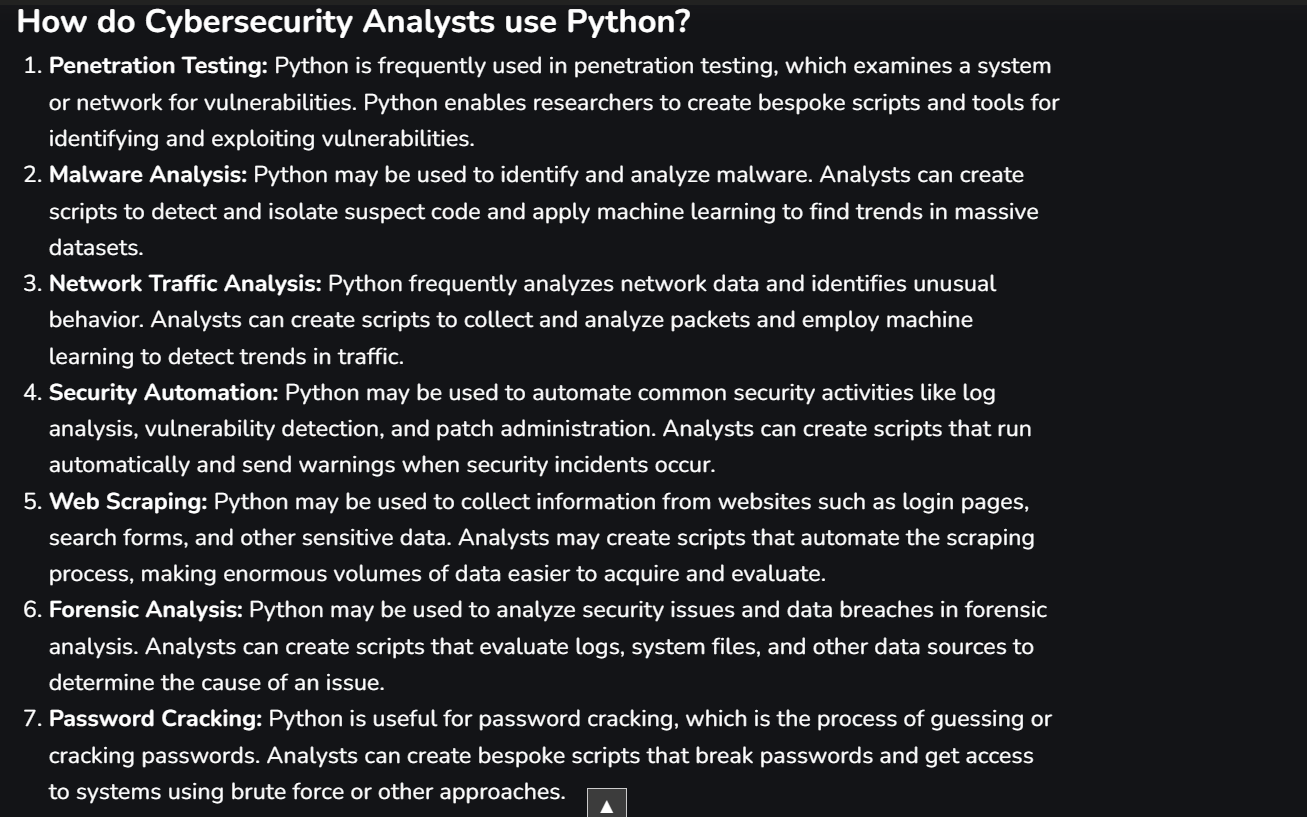 How do Cybersecurity Analysts use Python?
1. Penetration Testing: Python is frequently used in penetration testing, which examines a system
or network for vulnerabilities. Python enables researchers to create bespoke scripts and tools for
identifying and exploiting vulnerabilities.
2. Malware Analysis: Python may be used to identify and analyze malware. Analysts can create
scripts to detect and isolate suspect code and apply machine learning to find trends in massive
datasets.
3. Network Traffic Analysis: Python frequently analyzes network data and identifies unusual
behavior. Analysts can create scripts to collect and analyze packets and employ machine
learning to detect trends in traffic.
4. Security Automation: Python may be used to automate common security activities like log
analysis, vulnerability detection, and patch administration. Analysts can create scripts that run
automatically and send warnings when security incidents occur.
5. Web Scraping: Python may be used to collect information from websites such as login pages,
search forms, and other sensitive data. Analysts may create scripts that automate the scraping
process, making enormous volumes of data easier to acquire and evaluate.
6. Forensic Analysis: Python may be used to analyze security issues and data breaches in forensic
analysis. Analysts can create scripts that evaluate logs, system files, and other data sources to
determine the cause of an issue.
7. Password Cracking: Python is useful for password cracking, which is the process of guessing or
cracking passwords. Analysts can create bespoke scripts that break passwords and get access
to systems using brute force or other approaches.